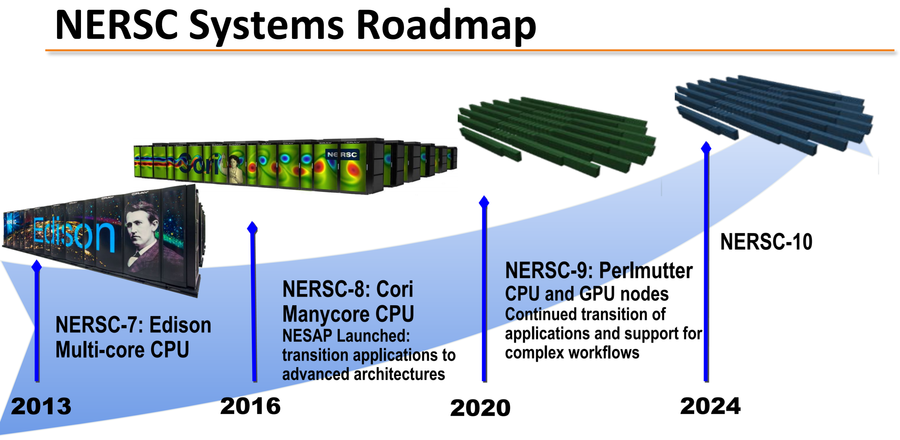 NERSC Systems Roadmap
Edison
Cori
NERSC
NERSC-7: Edison
Multi-core CPU
NERSC-8: Cori
Manycore CPU
NESAP Launched:
transition applications to
advanced architectures
NERSC-9: Perlmutter
CPU and GPU nodes
Continued transition of
applications and support for
complex workflows
NERSC-10
2013
2016
2020
2024